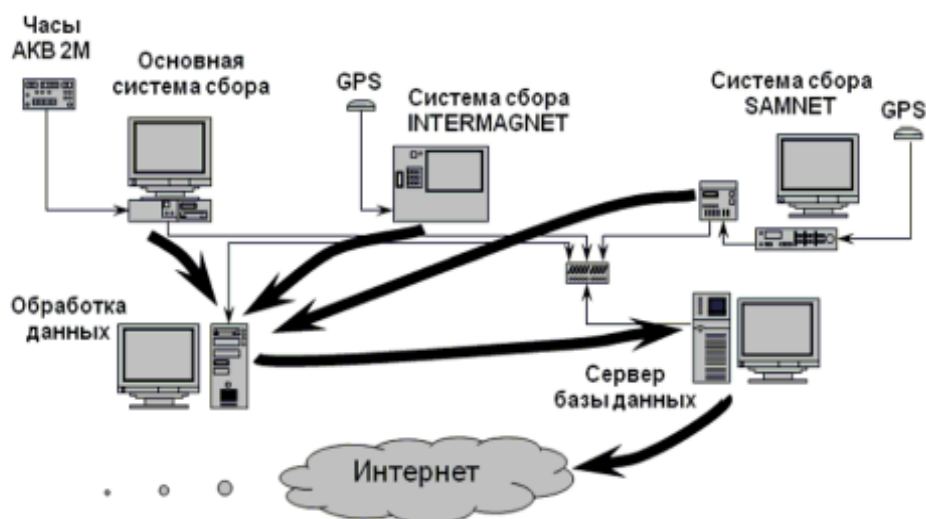 Часы
АКВ 2М
Основная
система сбора
GPS
Система сбора
INTERMAGNET
Система сбора
SAMNET
GPS
Обработка
данных
Сервер
базы данных
Интернет